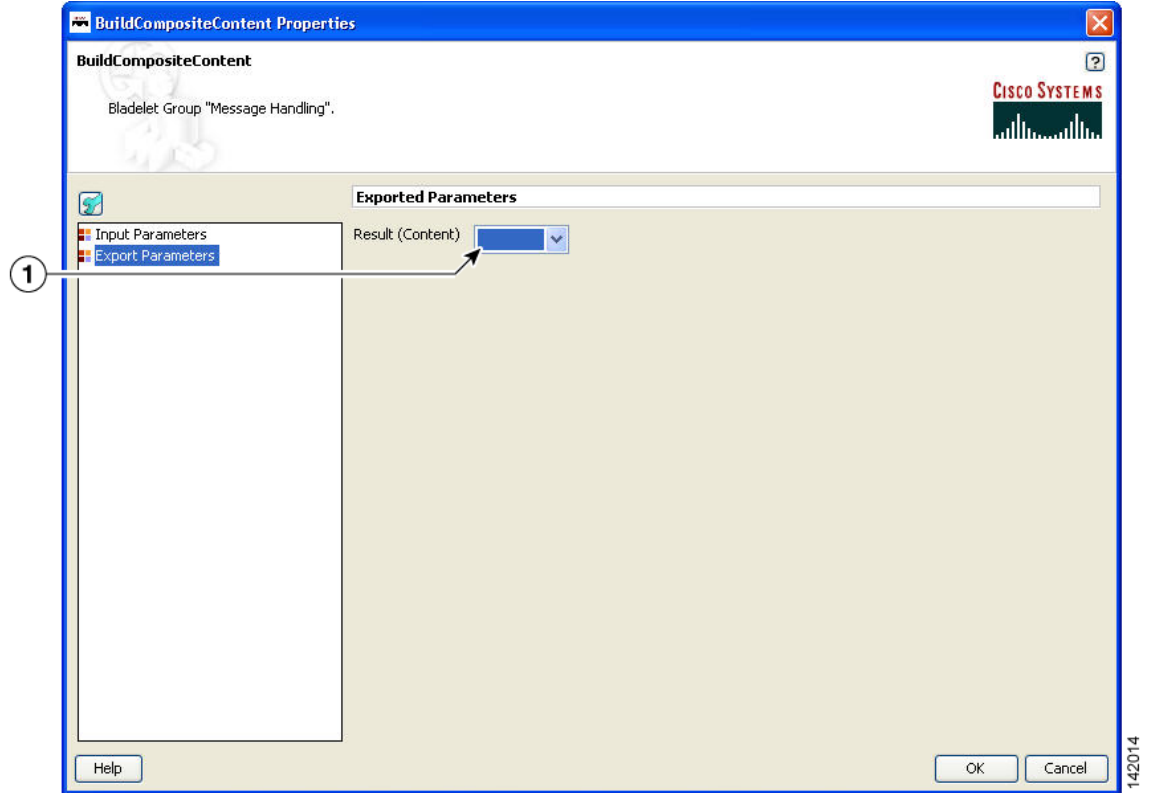 BuildCompositeContent Properties
BuildCompositeContent
?
Bladelet Group "Message Handling".
CISCO SYSTEMS
Exported Parameters
Input Parameters
Export Parameters
Result (Content)
1
Help
OK
Cancel
142014